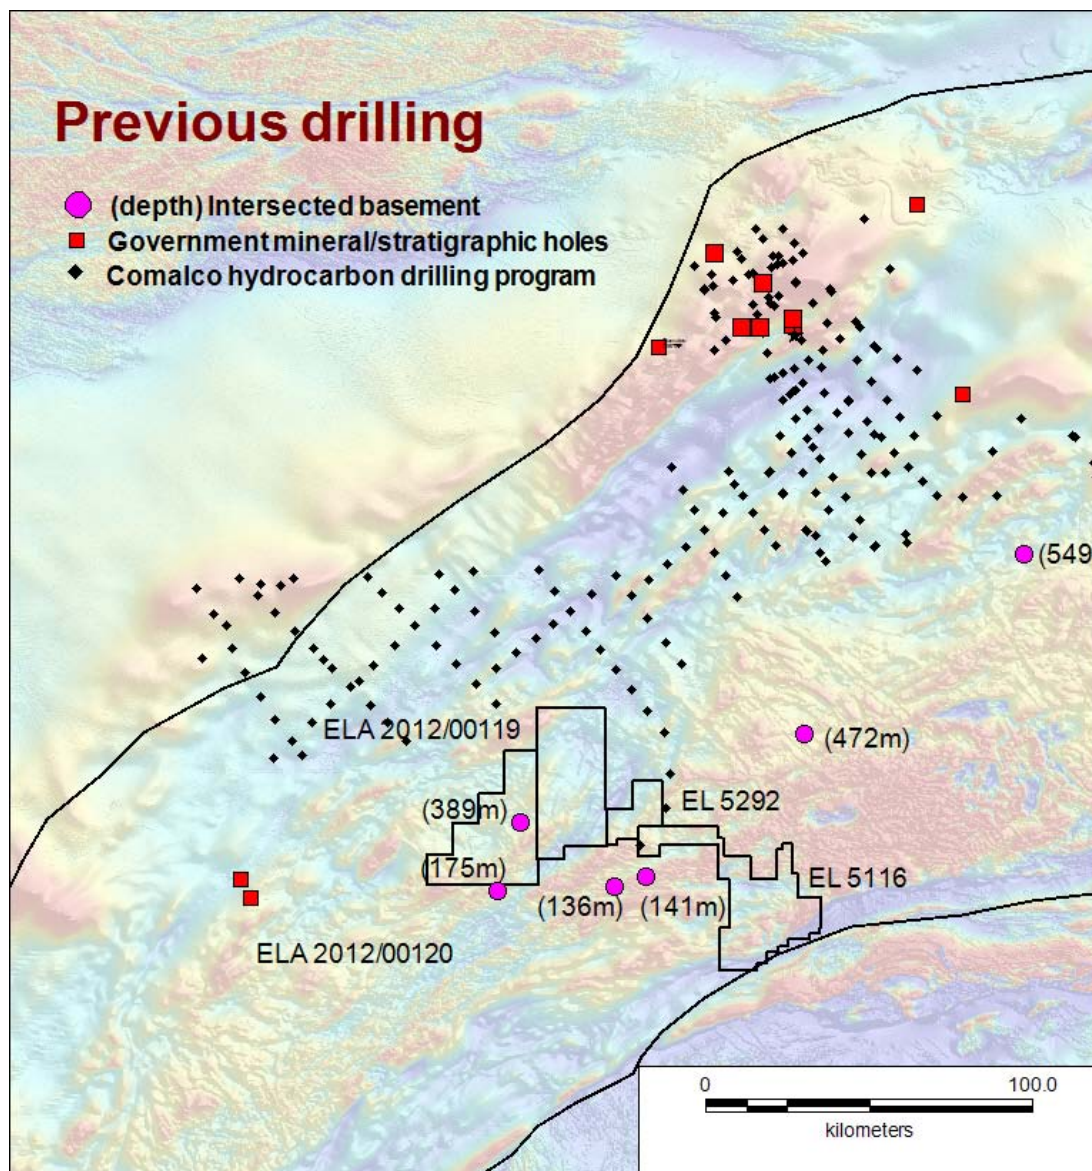 Previous drilling
(depth) Intersected basement
Government mineral/stratigraphic holes
Comalco hydrocarbon drilling program
(549
ELA 2012/00119
(472m)
(389m)
EL 5292
(175m)
EL 5116
(136m)
(141m)
ELA 2012/00120
0
100.0
kilometers